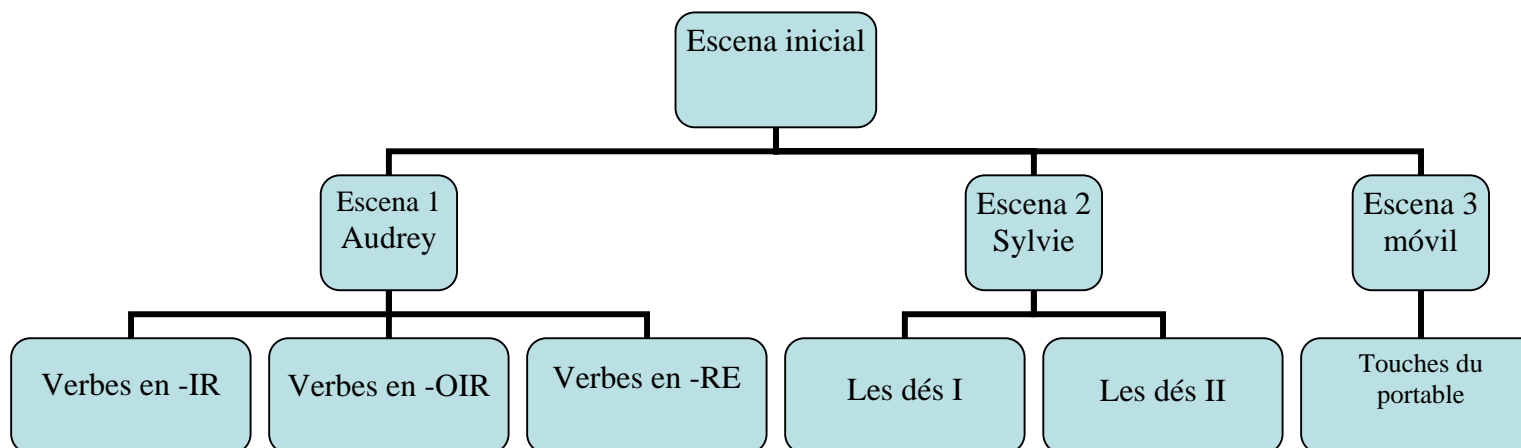 Escena inicial
Escena 1
Audrey
Escena 2
Sylvie
Escena 3
móvil
Verbes en -IR
Verbes en -OIR
Verbes en -RE
Les dés I
Les dés II
Touches du
portable